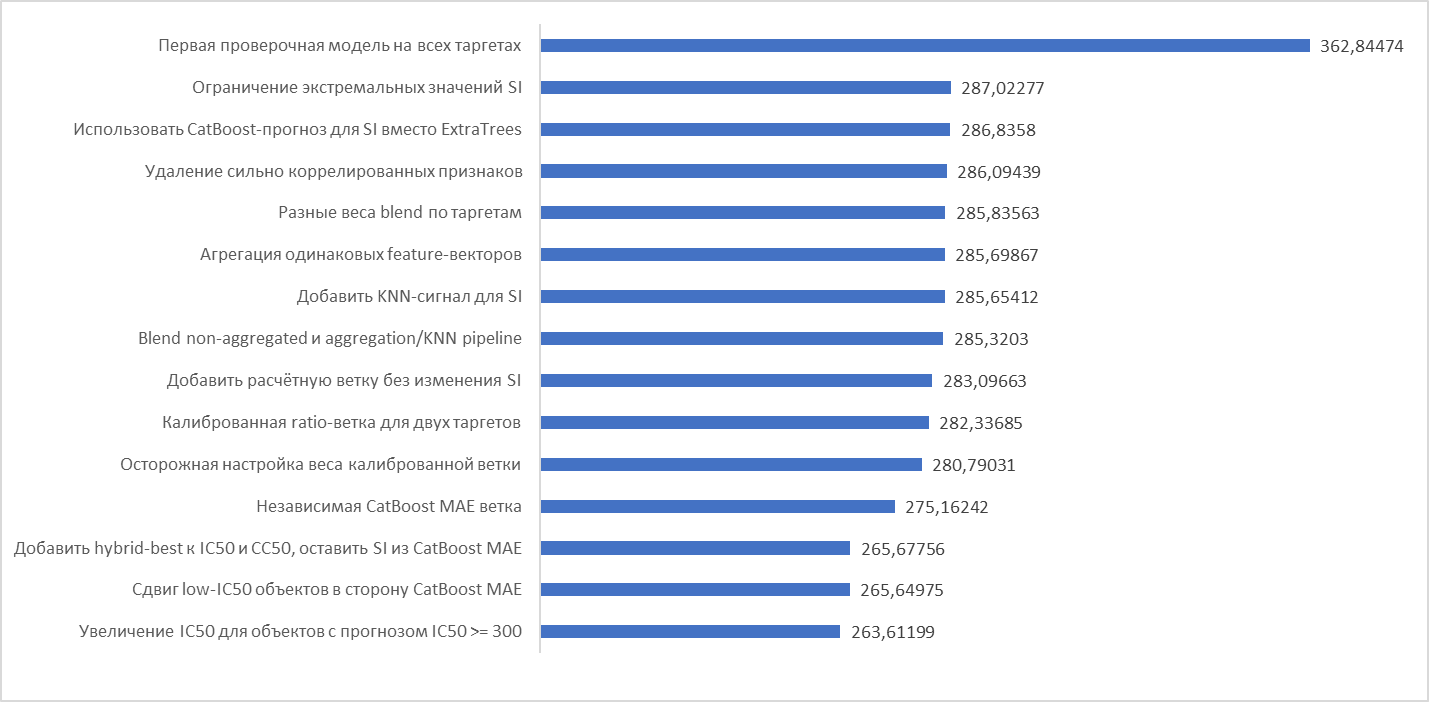 Первая проверочная модель на всех таргетах 362,84474
Ограничение экстремальных значений SI 287,02277
Использовать CatBoost-прогноз для SI вместо ExtraTrees 286,8358
Удаление сильно коррелированных признаков 286,09439
Разные веса blend по таргетам 285,83563
Агрегация одинаковых feature-векторов 285,69867
Добавить KNN-сигнал для SI 285,65412
Blend non-aggregated и aggregation/KNN pipeline 285,3203
Добавить расчётную ветку без изменения SI 283,09663
Калиброванная ratio-ветка для двух таргетов 282,33685
Осторожная настройка веса калиброванной ветки 280,79031
Независимая CatBoost MAE ветка 275,16242
Добавить hybrid-best к IC50 и CC50, оставить SI из CatBoost MAE 265,67756
Сдвиг low-IC50 объектов в сторону CatBoost MAE 265,64975
Увеличение IC50 для объектов с прогнозом IC50 >= 300 263,61199